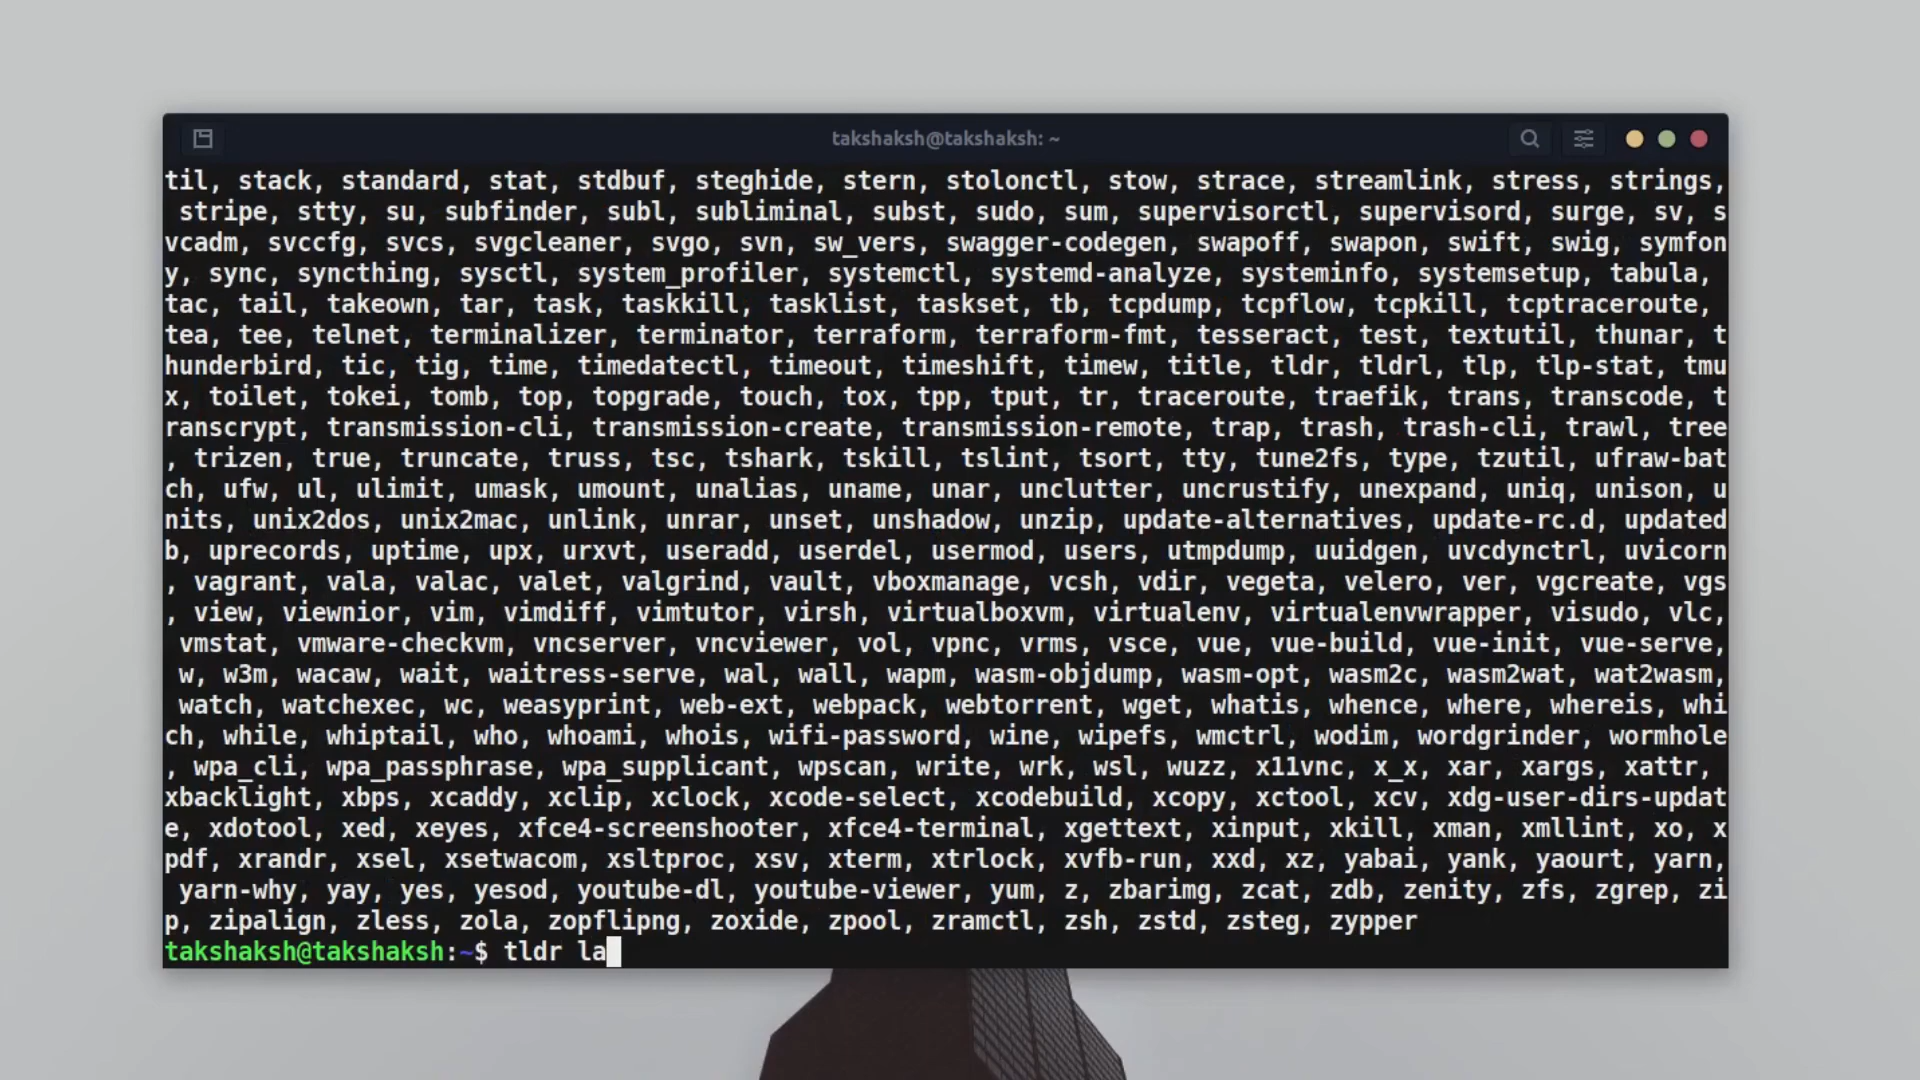 takshaksh@takshaksh: ~
til, stack, standard, stat, stdbuf, steghide, stern, stolonctl, stow, strace, streamlink, stress, strings,
stripe, stty, su, subfinder, subl, subliminal, subst, sudo, sum, supervisorctl, supervisord, surge, sv, s
vcadm, svccfg, svcs, svgcleaner, svgo, svn, sw_vers, swagger-codegen, swapoff, swapon, swift, swig, symfon
y, sync, syncthing, sysctl, system_profiler, systemctl, systemd-analyze, systeminfo, systemsetup, tabula,
tac, tail, takeown, tar, task, taskkill, tasklist, taskset, tb, tcpdump, tcpflow, tcpkill, tcptraceroute,
tea, tee, telnet, terminalizer, terminator, terraform, terraform-fmt, tesseract, test, textutil, thunar, t
hunderbird, tic, tig, time, timedatectl, timeout, timeshift, timew, title, tldr, tldrl, tlp, tlp-stat, tmu
x, toilet, tokei, tomb, top, topgrade, touch, tox, tpp, tput, tr, traceroute, traefik, trans, transcode, t
ranscrypt, transmission-cli, transmission-create, transmission-remote, trap, trash, trash-cli, trawl, tree
, trizen, true, truncate, truss, tsc, tshark, tskill, tslint, tsort, tty, tune2fs, type, tzutil, ufraw-bat
ch, ufw, ul, ulimit, umask, umount, unalias, uname, unar, unclutter, uncrustify, unexpand, uniq, unison, u
nits, unix2dos, unix2mac, unlink, unrar, unset, unshadow, unzip, update-alternatives, update-rc.d, updated
b, uprecords, uptime, upx, urxvt, useradd, userdel, usermod, users, utmpdump, uuidgen, uvcdynctrl, uvicorn
, vagrant, vala, valac, valet, valgrind, vault, vboxmanage, vcsh, vdir, vegeta, velero, ver, vgcreate, vgs
, view, viewnior, vim, vimdiff, vimtutor, virsh, virtualboxvm, virtualenv, virtualenvwrapper, visudo, vlc,
vmstat, vmware-checkvm, vncserver, vncviewer, vol, vpnc, vrms, vsce, vue, vue-build, vue-init, vue-serve,
w, w3m, wacaw, wait, waitress-serve, wal, wall, wapm, wasm-objdump, wasm-opt, wasm2c, wasm2wat, wat2wasm,
watch, watchexec, wc, weasyprint, web-ext, webpack, webtorrent, wget, whatis, whence, where, whereis, whi
ch, while, whiptail, who, whoami, whois, wifi-password, wine, wipefs, wmctrl, wodim, wordgrinder, wormhole
, wpa_cli, wpa_passphrase, wpa_supplicant, wpscan, write, wrk, wsl, wuzz, x11vnc, x_x, xar, xargs, xattr,
xbacklight, xbps, xcaddy, xclip, xclock, xcode-select, xcodebuild, xcopy, xctool, xcv, xdg-user-dirs-updat
e, xdotool, xed, xeyes, xfce4-screenshooter, xfce4-terminal, xgettext, xinput, xkill, xman, xmllint, xo, x
pdf, xrandr, xsel, xsetwacom, xsltproc, xsv, xterm, xtrlock, xvfb-run, xxd, xz, yabai, yank, yaourt, yarn,
yarn-why, yay, yes, yesod, youtube-dl, youtube-viewer, yum, z, zbarimg, zcat, zdb, zenity, zfs, zgrep, zi
p, zipalign, zless, zola, zopflipng, zoxide, zpool, zramctl, zsh, zstd, zsteg, zypper
takshaksh@takshaksh:~$ tldr la